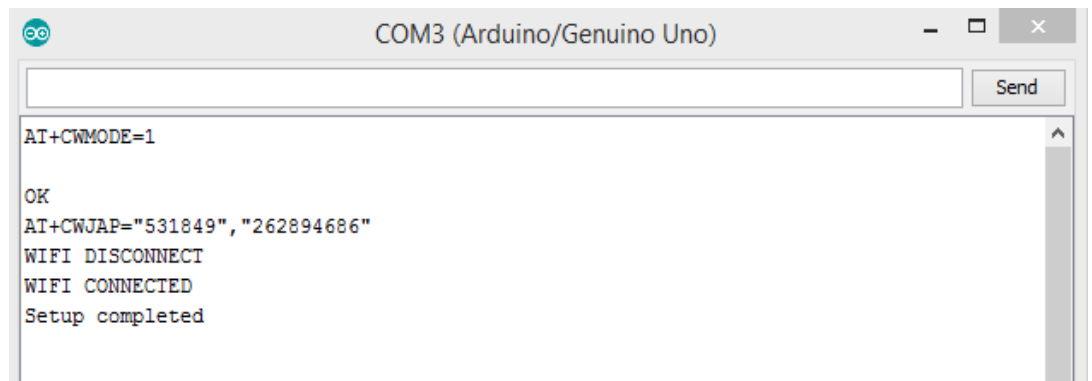 COM3 (Arduino/Genuino Uno)
Send
AT+CWMODE=1
OK
AT+CWJAP="531849","262894686"
WIFI DISCONNECT
WIFI CONNECTED
Setup completed